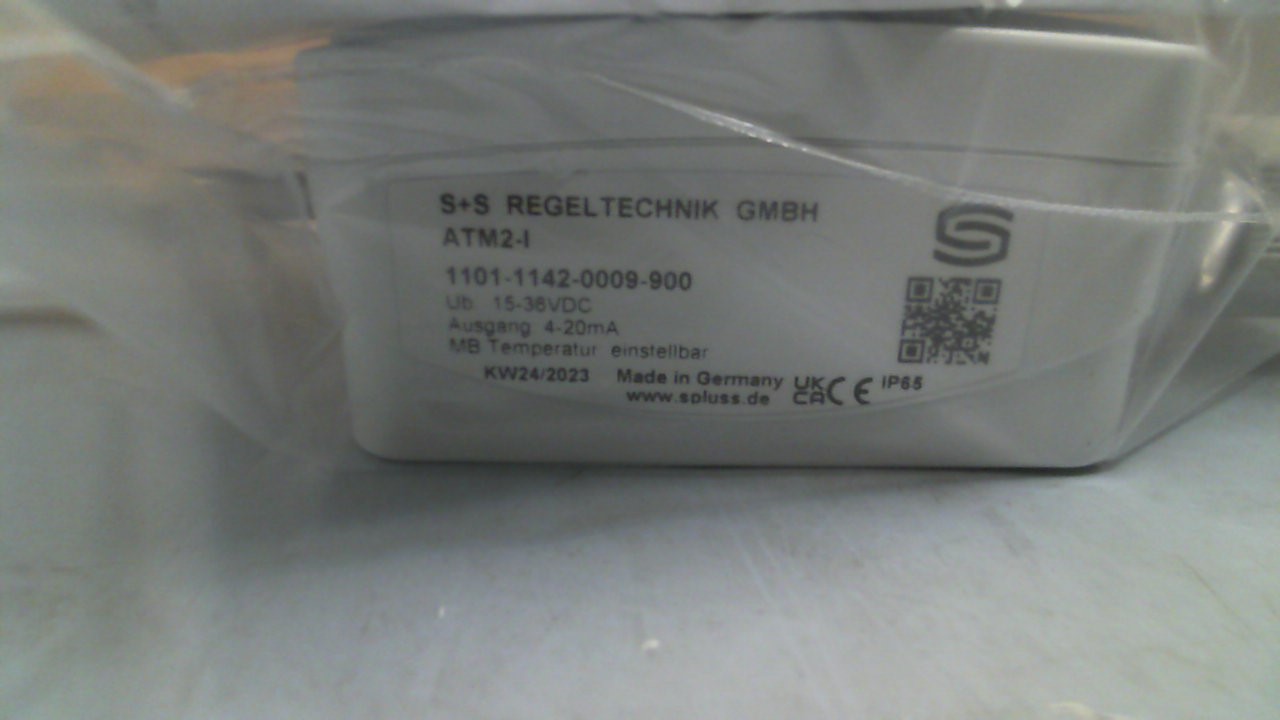 S+S REGELTECHNIK GMBH
ATM2-I
1101-1142-0009-900
Ub 15-36VDC
Ausgang 4-20mA
MB Temperatur einstellbar
KW24/2023 Made in Germany UK CA CE IP65
www.spluss.de